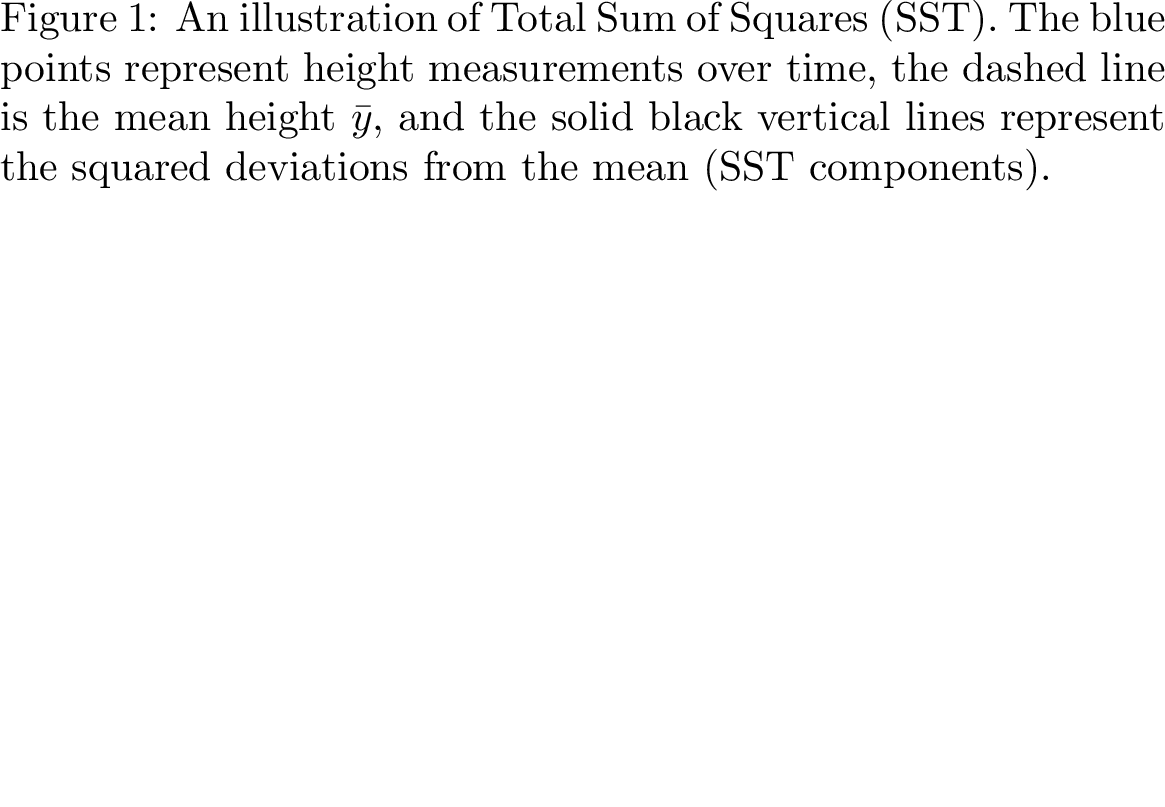 Figure 1: An illustration of Total Sum of Squares (SST). The blue
points represent height measurements over time, the dashed line
is the mean height ȳ, and the solid black vertical lines represent
the squared deviations from the mean (SST components).